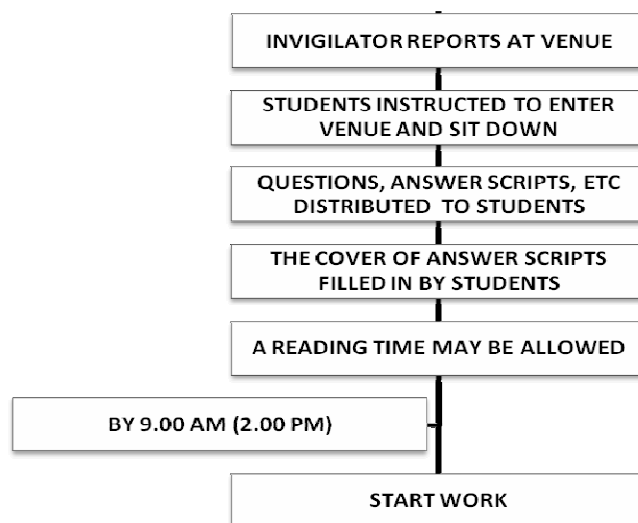 INVIGILATOR REPORTS AT VENUE
STUDENTS INSTRUCTED TO ENTER
VENUE AND SIT DOWN
QUESTIONS, ANSWER SCRIPTS, ETC
DISTRIBUTED TO STUDENTS
THE COVER OF ANSWER SCRIPTS
FILLED IN BY STUDENTS
A READING TIME MAY BE ALLOWED
BY 9.00 AM (2.00 PM)
START WORK